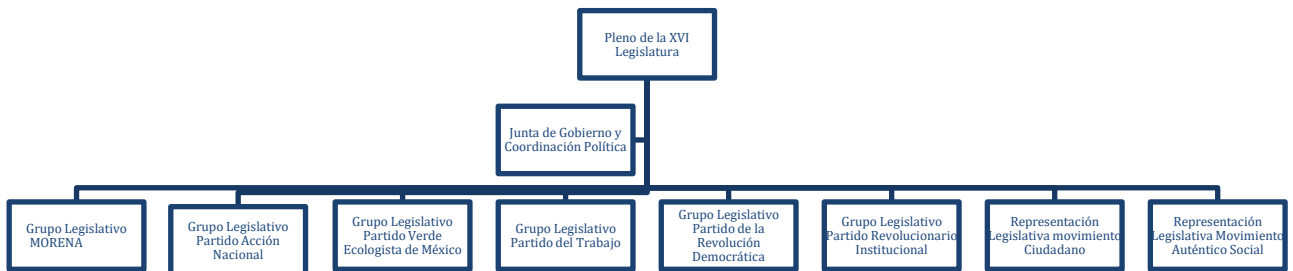 Pleno de la XVI
Legislatura
Junta de Gobierno y
Coordinación Política
Grupo Legislativo
MORENA
Grupo Legislativo
Partido Acción
Nacional
Grupo Legislativo
Partido Verde
Ecologista de México
Grupo Legislativo
Partido del Trabajo
Grupo Legislativo
Partido de la
Revolución
Democrática
Grupo Legislativo
Partido Revolucionario
Institucional
Representación
Legislativa movimiento
Ciudadano
Representación
Legislativa Movimiento
Auténtico Social